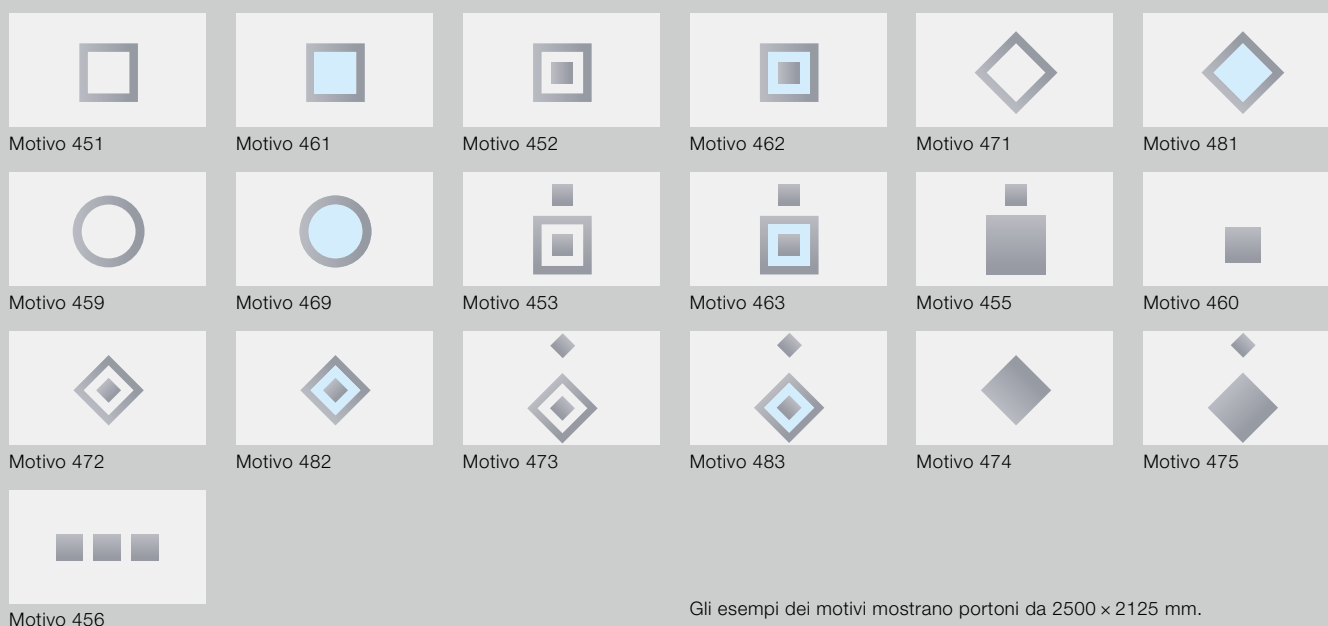 Motivo 451 Motivo 461 Motivo 452 Motivo 462 Motivo 471 Motivo 481
Motivo 459 Motivo 469 Motivo 453 Motivo 463 Motivo 455 Motivo 460
Motivo 472 Motivo 482 Motivo 473 Motivo 483 Motivo 474 Motivo 475
Motivo 456
Gli esempi dei motivi mostrano portoni da 2500 × 2125 mm.